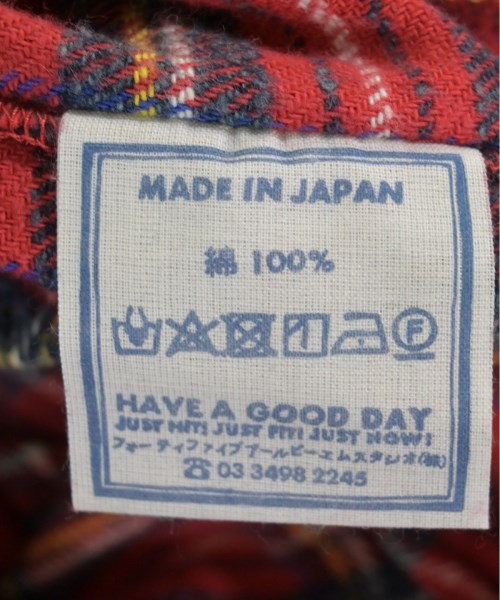 MADE IN JAPAN
綿 100%
F
HAVE A GOOD DAY
JUST HIT! JUST FIT! JUST NOW!
フォーティファイブアールピーエムスタジオ(株)
☎03 3498 2245